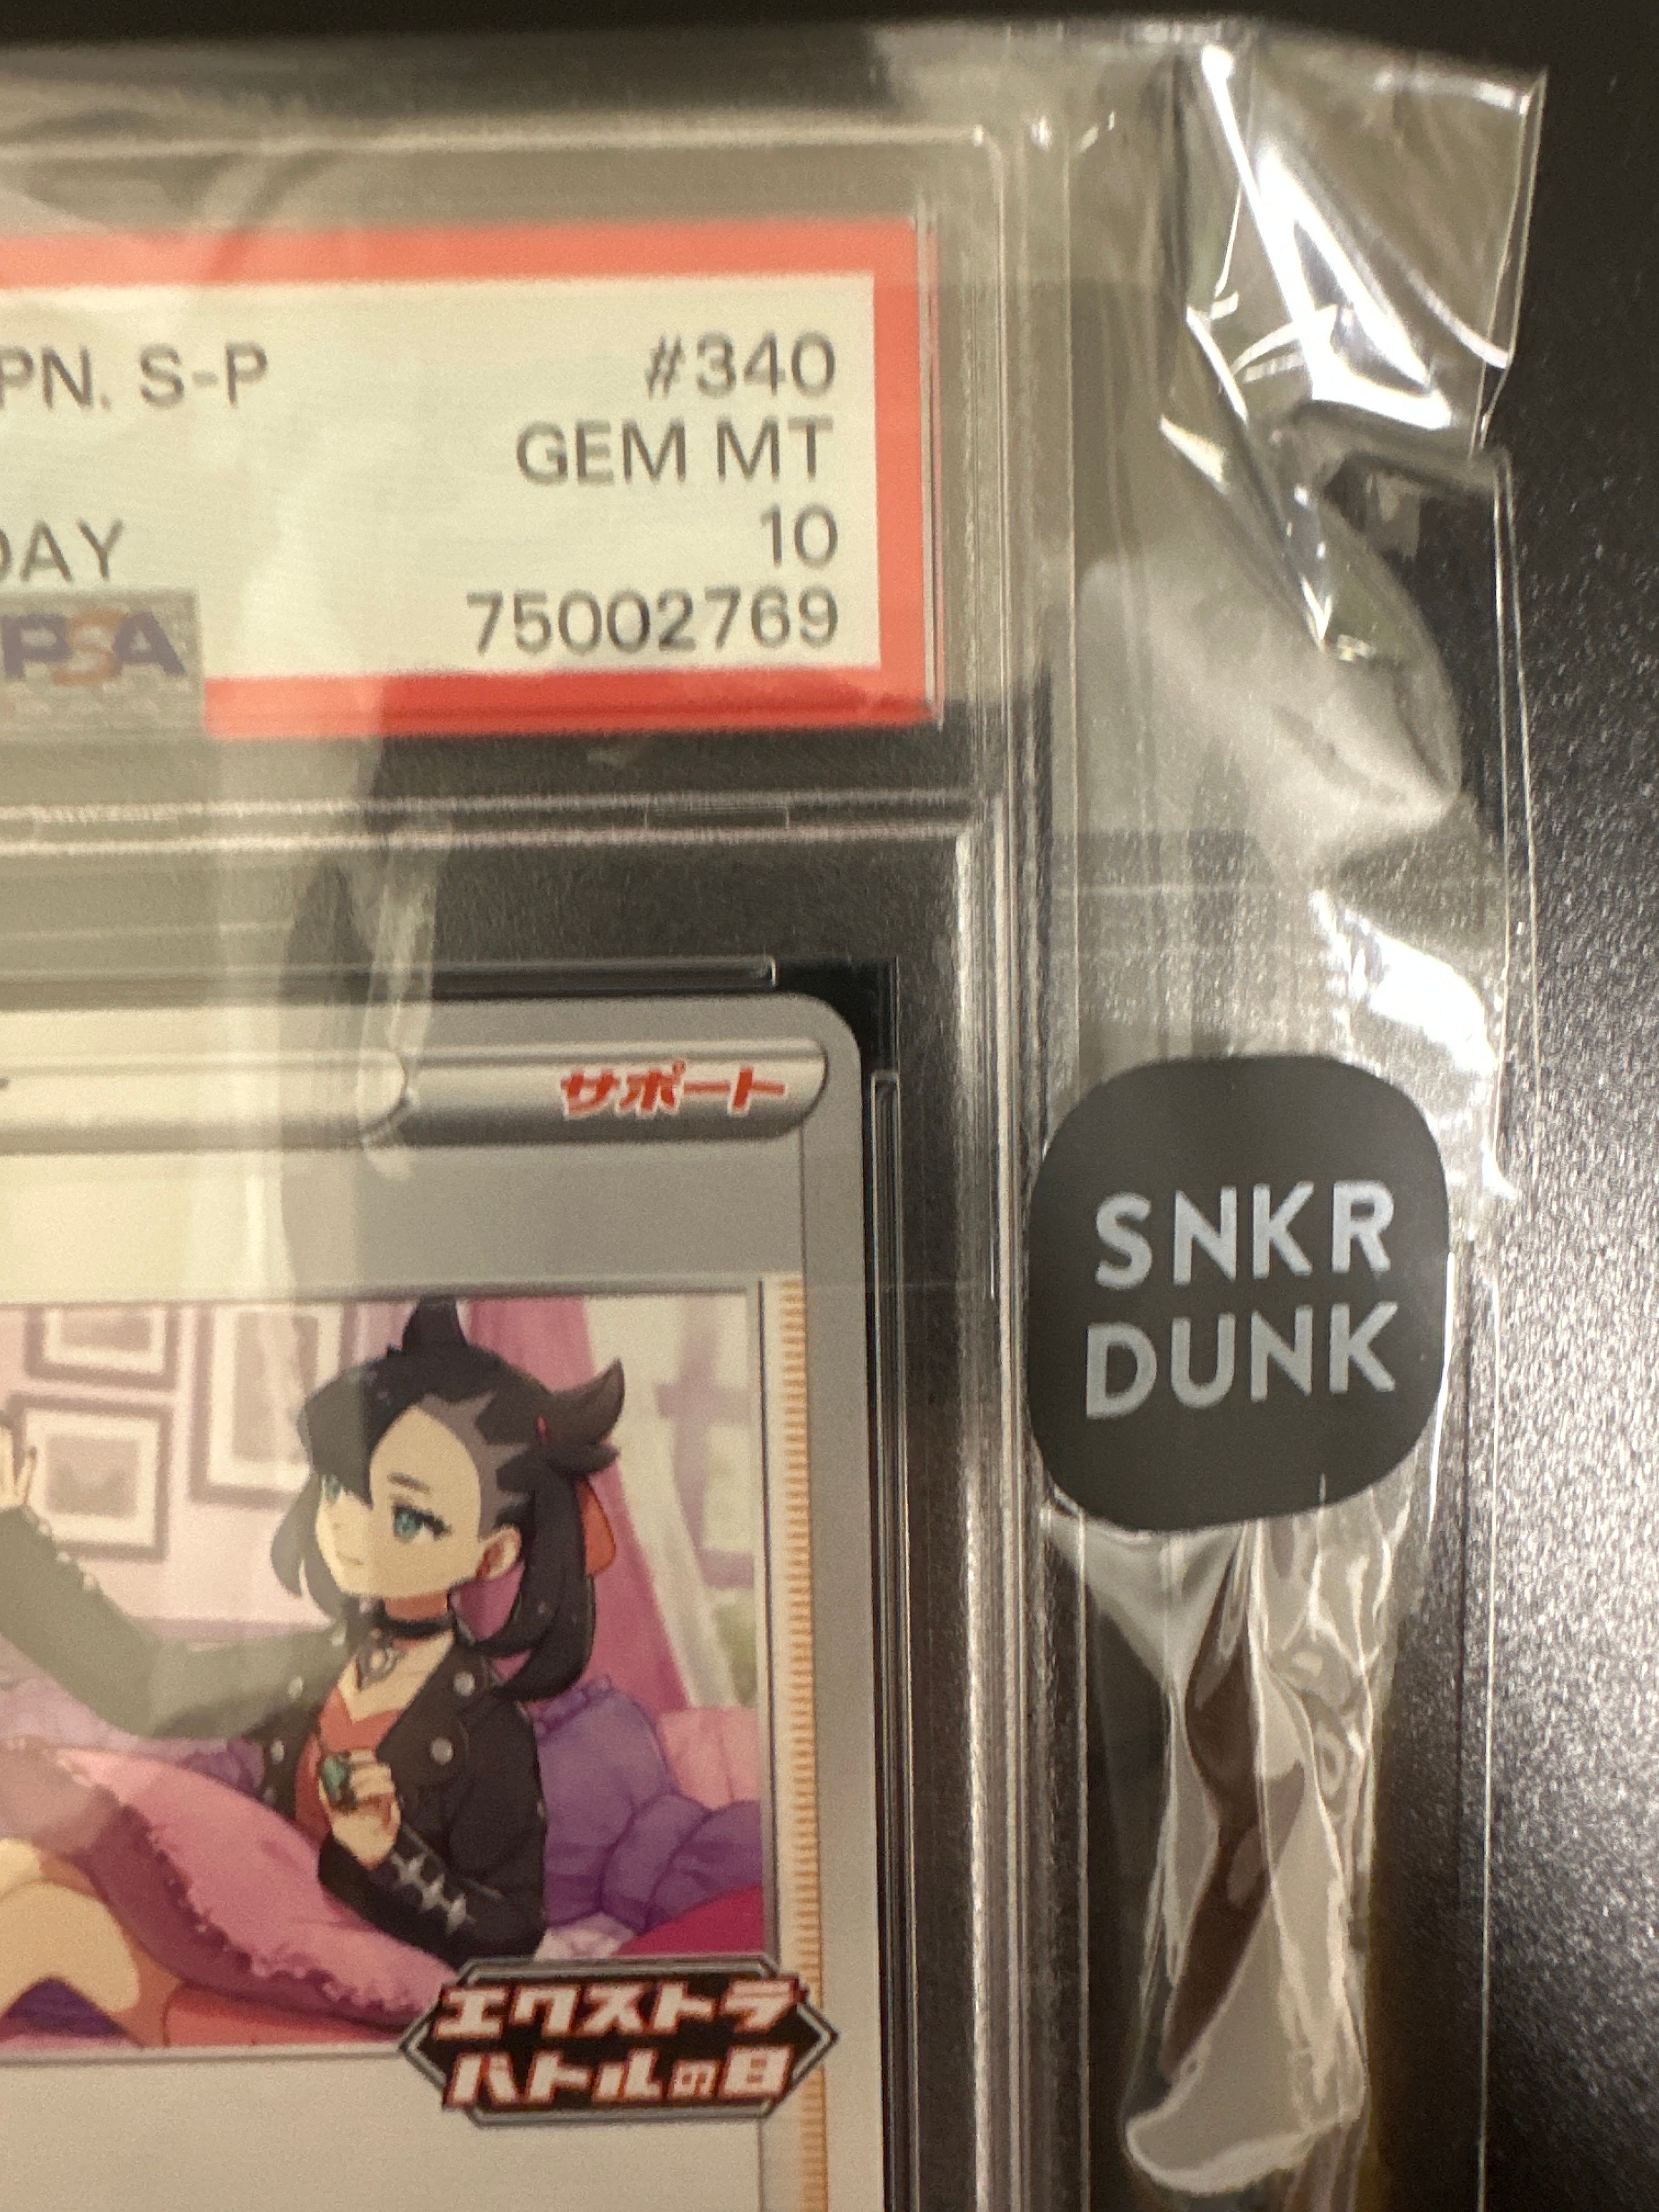 PN. S-P #340
GEM MT
DAY 10
PSA 75002769
サポート
SNKR
DUNK
エクストラ
バトルの日